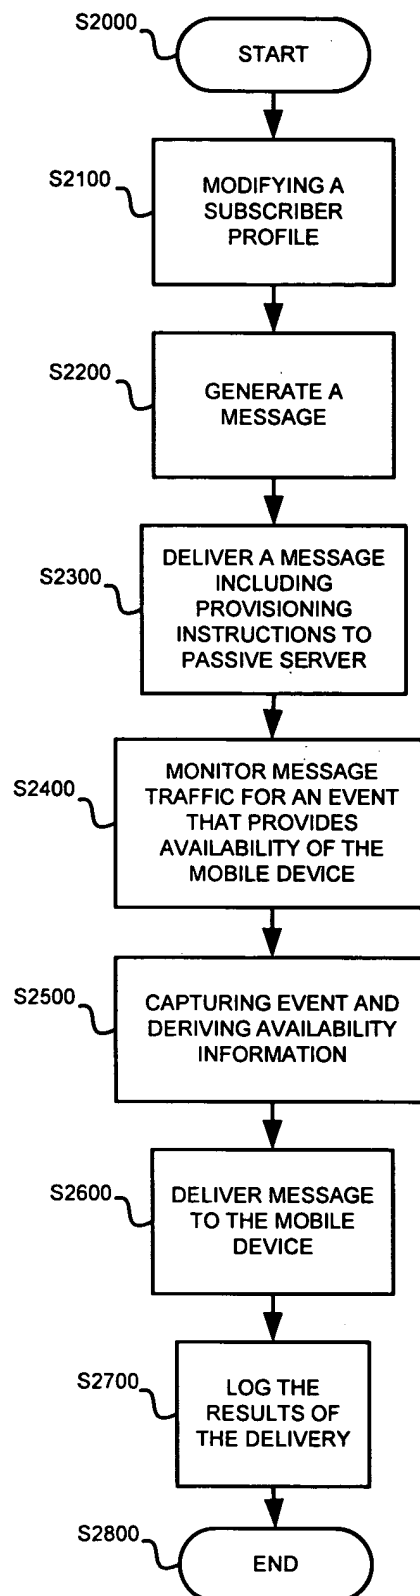 S2000
START
S2100
MODIFYING A
SUBSCRIBER
PROFILE
S2200
GENERATE A
MESSAGE
S2300
DELIVER A MESSAGE
INCLUDING
PROVISIONING
INSTRUCTIONS TO
PASSIVE SERVER
S2400
MONITOR MESSAGE
TRAFFIC FOR AN EVENT
THAT PROVIDES
AVAILABILITY OF THE
MOBILE DEVICE
S2500
CAPTURING EVENT AND
DERIVING AVAILABILITY
INFORMATION
S2600
DELIVER MESSAGE
TO THE MOBILE
DEVICE
S2700
LOG THE
RESULTS OF
THE DELIVERY
S2800
END